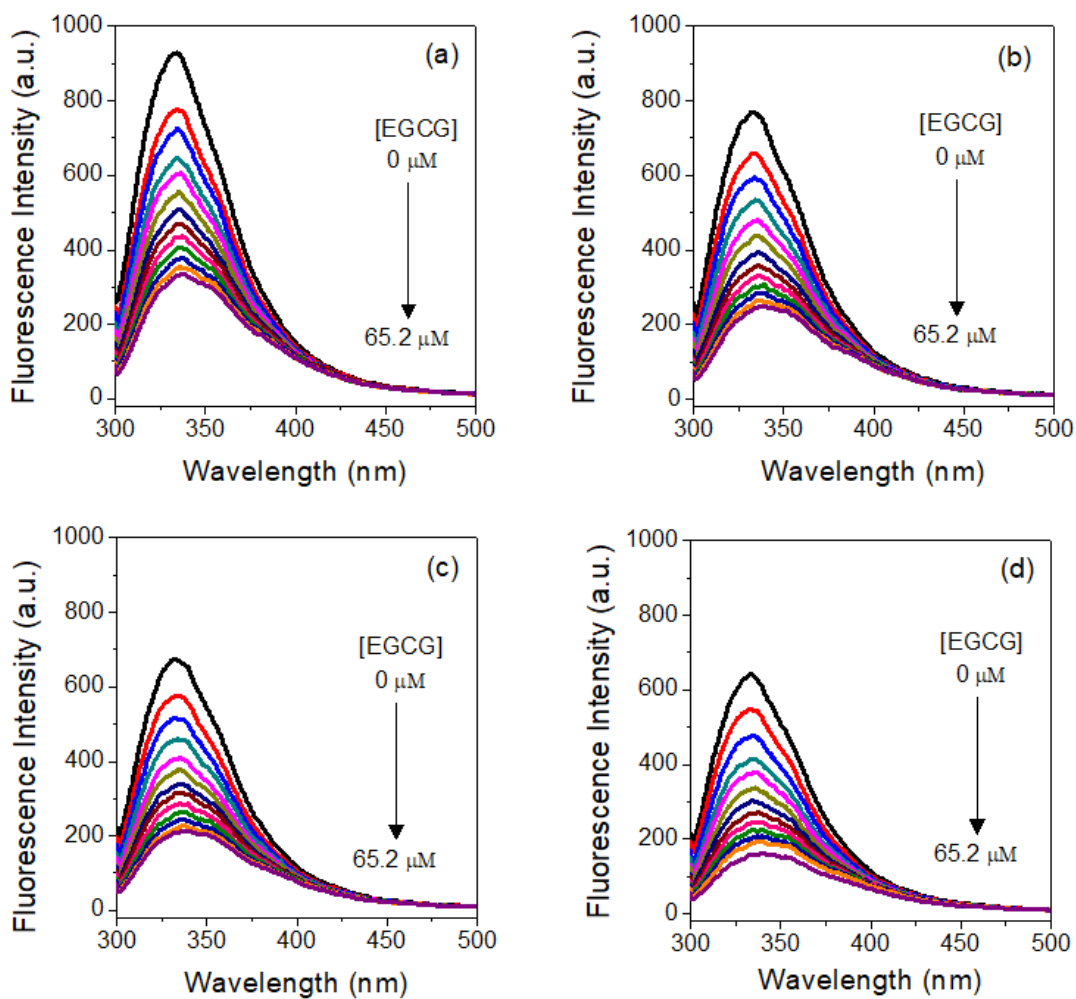 1000
800
600
400
200
0
Fluorescence Intensity (a.u.)
(a)
[EGCG]
0 μM
65.2 μM
300 350 400 450 500
Wavelength (nm)
1000
800
600
400
200
0
Fluorescence Intensity (a.u.)
(b)
[EGCG]
0 μM
65.2 μM
300 350 400 450 500
Wavelength (nm)
1000
800
600
400
200
0
Fluorescence Intensity (a.u.)
(c)
[EGCG]
0 μM
65.2 μM
300 350 400 450 500
Wavelength (nm)
1000
800
600
400
200
0
Fluorescence Intensity (a.u.)
(d)
[EGCG]
0 μM
65.2 μM
300 350 400 450 500
Wavelength (nm)